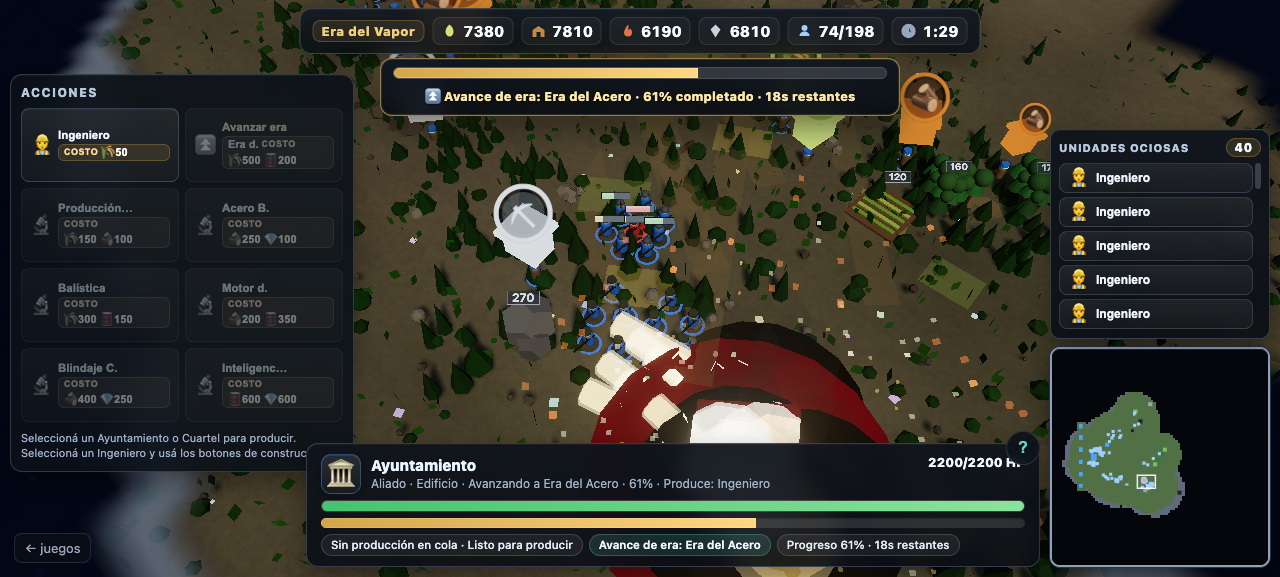 Era del Vapor 7380 7810 6190 6810 74/198 1:29
Avance de era: Era del Acero · 61% completado · 18s restantes
ACCIONES
Ingeniero
COSTO 50
Avanzar era
Era d. COSTO
500 200
Producción...
COSTO
150 100
Acero B.
COSTO
250 100
Balística
COSTO
300 150
Motor d.
COSTO
200 350
Blindaje C.
COSTO
400 250
Inteligenc...
COSTO
600 600
Seleccioná un Ayuntamiento o Cuartel para producir.
Seleccioná un Ingeniero y usá los botones de construc
← juegos
270
120
160
17
UNIDADES OCIOSAS 40
Ingeniero
Ingeniero
Ingeniero
Ingeniero
Ingeniero
?
Ayuntamiento
2200/2200
Aliado · Edificio · Avanzando a Era del Acero · 61% · Produce: Ingeniero
Sin producción en cola · Listo para producir
Avance de era: Era del Acero
Progreso 61% · 18s restantes